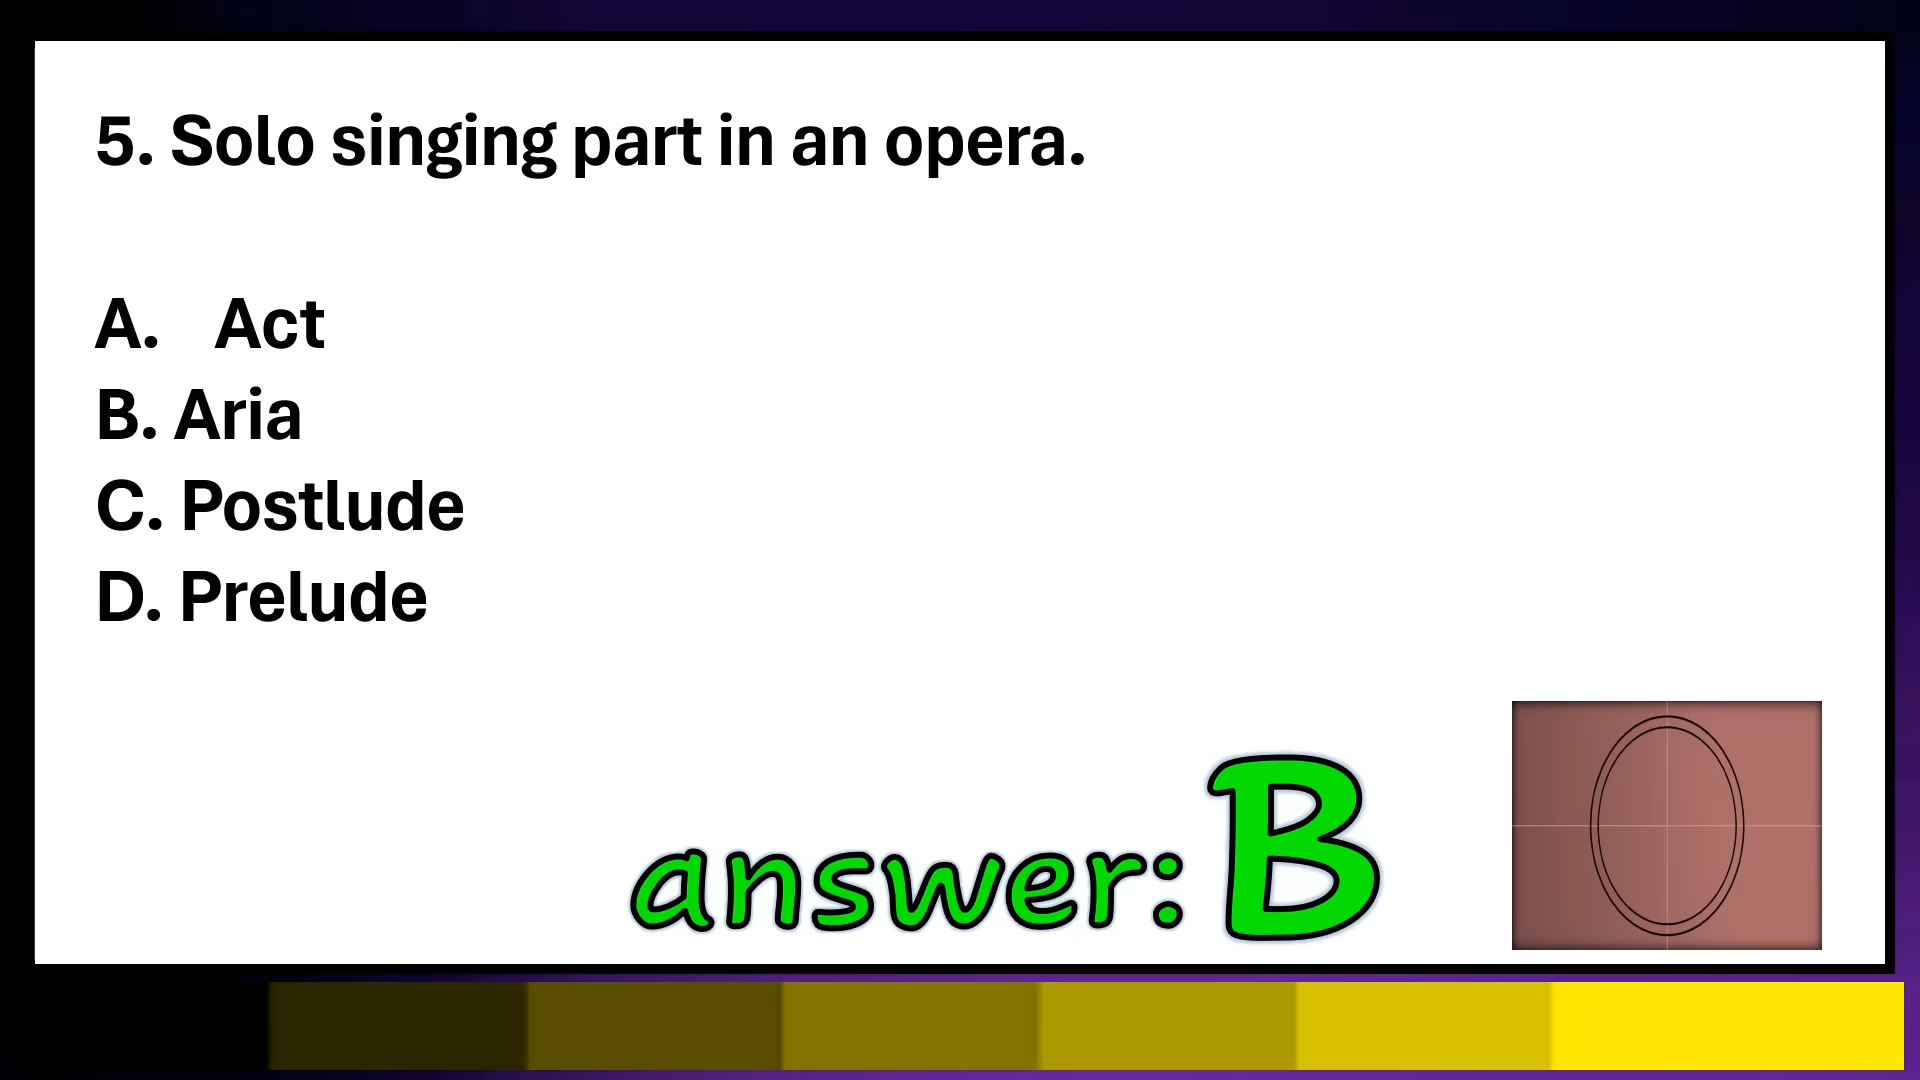 5. Solo singing part in an opera.
A. Act
B. Aria
C. Postlude
D. Prelude
answer: B